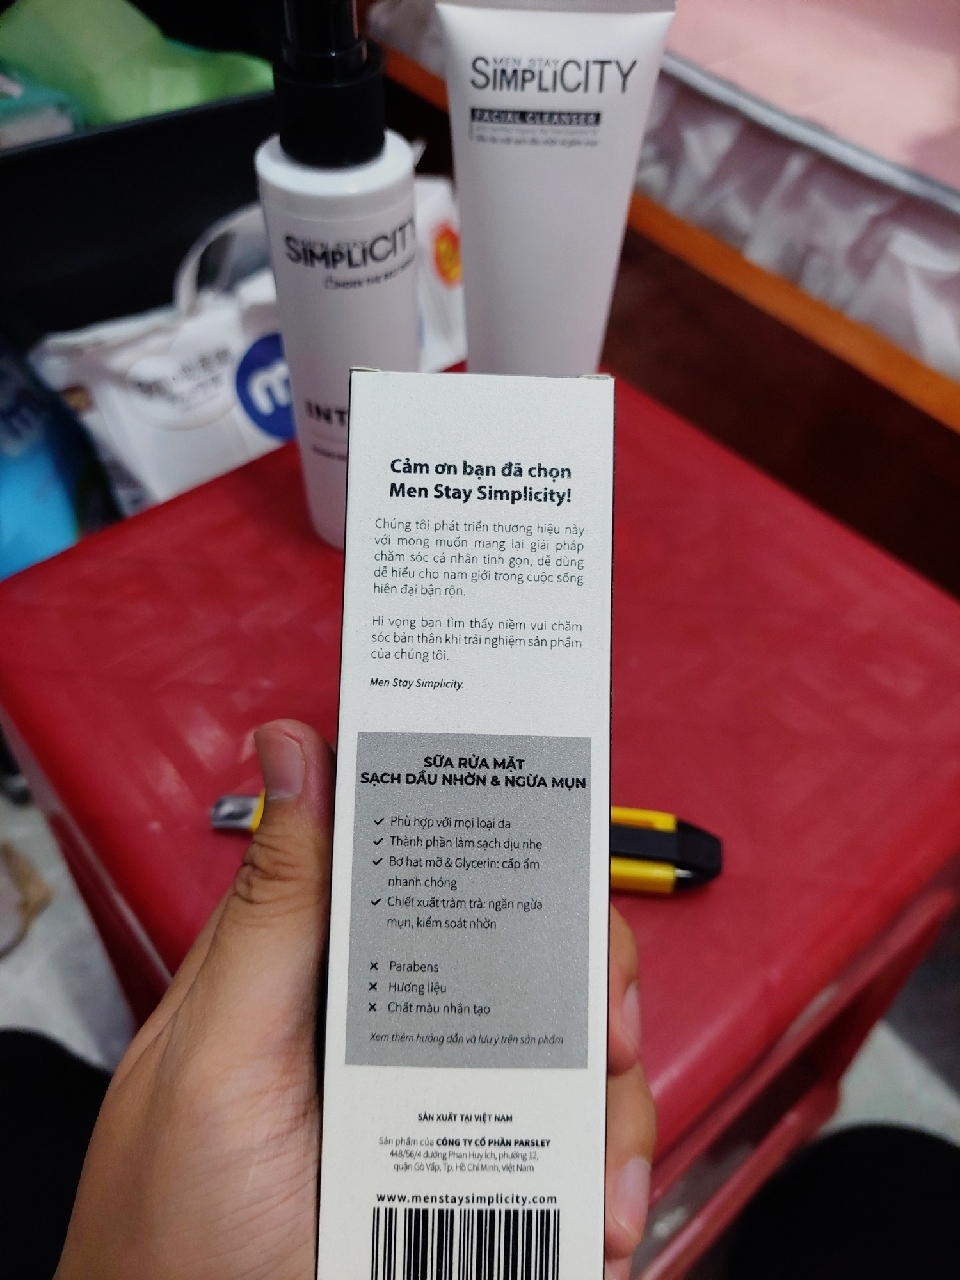 MEN STAY
SIMPLICITY
FACIAL CLEANSER
MEN STAY
SIMPLICITY
INT
m
Cảm ơn bạn đã chọn
Men Stay Simplicity!
Chúng tôi phát triển thương hiệu này
với mong muốn mang lại giải pháp
chăm sóc cá nhân tinh gọn, dễ dùng
dễ hiểu cho nam giới trong cuộc sống
hiện đại bận rộn.
Hi vọng bạn tìm thấy niềm vui chăm
sóc bản thân khi trải nghiệm sản phẩm
của chúng tôi.
Men Stay Simplicity.
SỮA RỬA MẶT
SẠCH DẦU NHỜN & NGỪA MỤN
✓ Phù hợp với mọi loại da
✓ Thành phần làm sạch dịu nhẹ
✓ Bơ hạt mỡ & Glycerin: cấp ẩm
nhanh chóng
✓ Chiết xuất tràm trà: ngăn ngừa
mụn, kiểm soát nhờn
✕ Parabens
✕ Hương liệu
✕ Chất màu nhân tạo
Xem thêm hướng dẫn và lưu ý trên sản phẩm
SẢN XUẤT TẠI VIỆT NAM
Sản phẩm của CÔNG TY CỔ PHẦN PARSLEY
448/56/4 đường Phan Huy Ích, phường 12,
quận Gò Vấp, Tp. Hồ Chí Minh, Việt Nam
www.menstaysimplicity.com